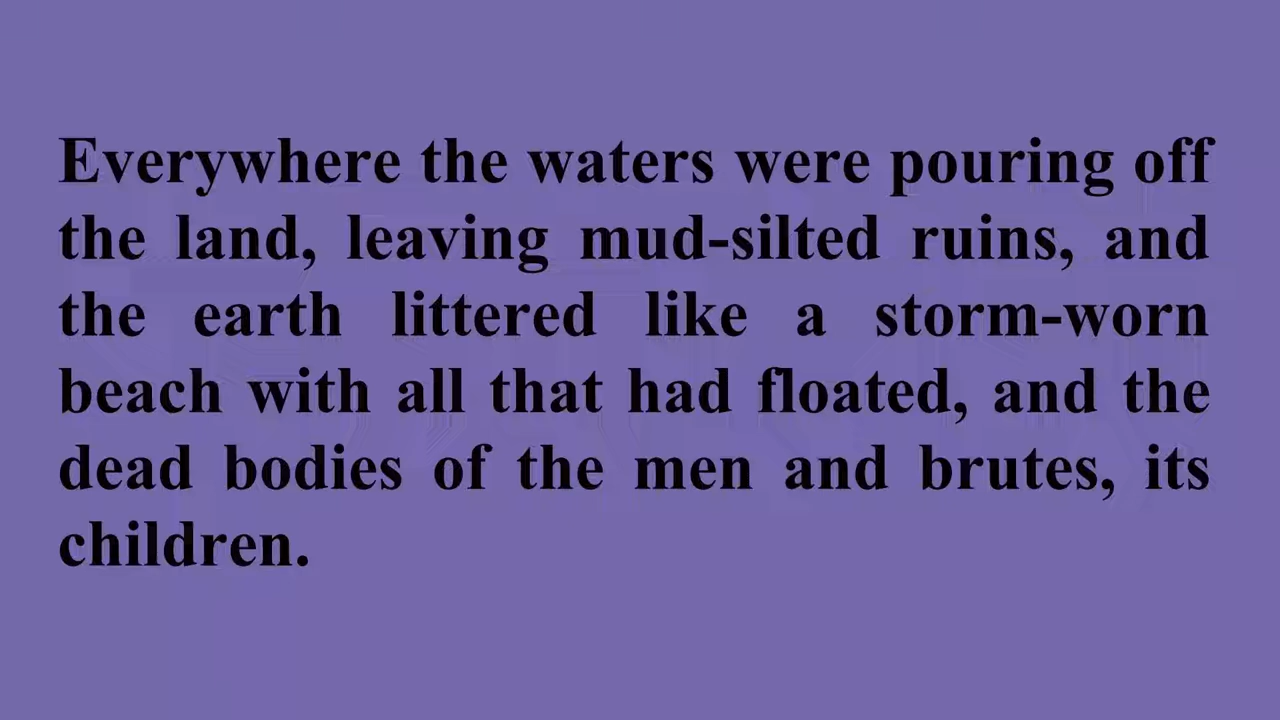 Everywhere the waters were pouring off
the land, leaving mud-silted ruins, and
the earth littered like a storm-worn
beach with all that had floated, and the
dead bodies of the men and brutes, its
children.